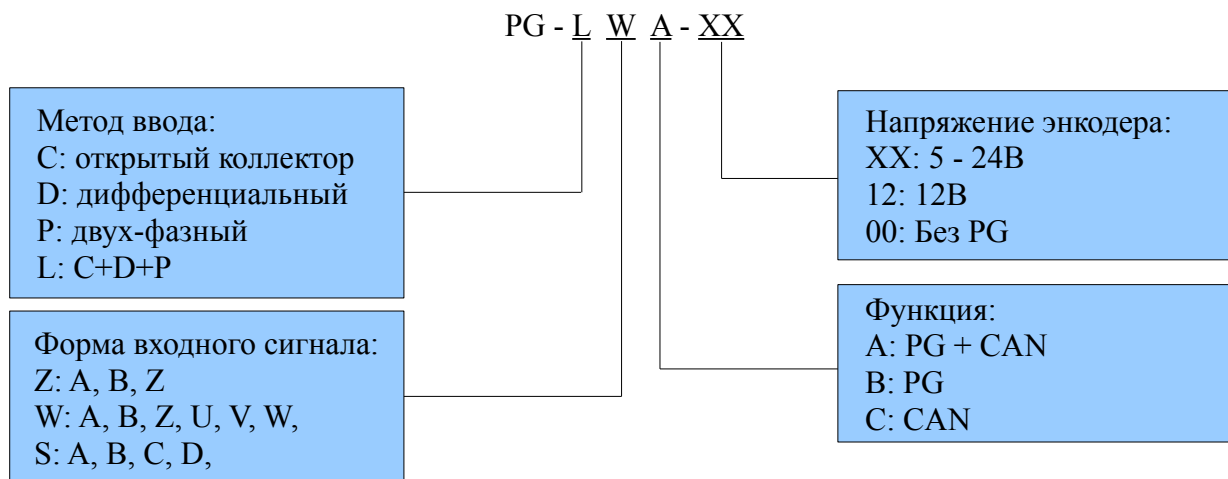 PG - L W A - XX
Метод ввода:
C: открытый коллектор
D: дифференциальный
P: двух-фазный
L: C+D+P
Форма входного сигнала:
Z: A, B, Z
W: A, B, Z, U, V, W,
S: A, B, C, D,
Напряжение энкодера:
XX: 5 - 24В
12: 12В
00: Без PG
Функция:
A: PG + CAN
B: PG
C: CAN